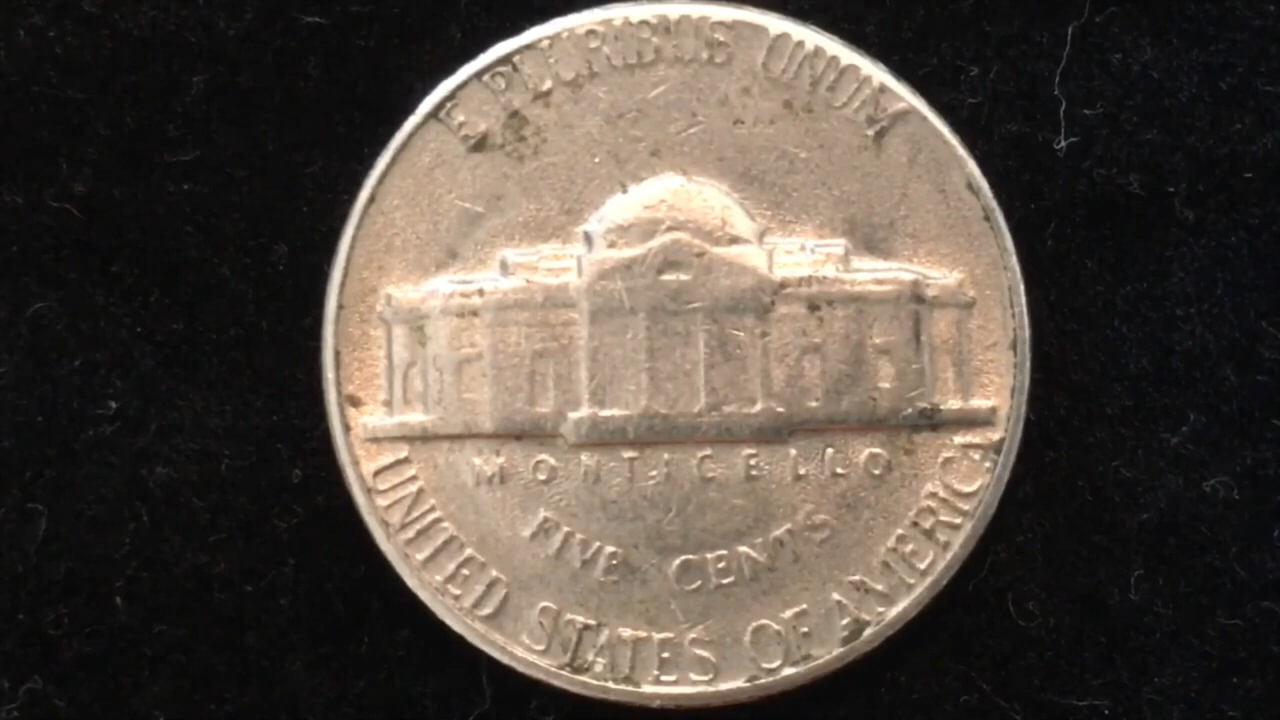 E PLURIBUS UNUM
MONTICELLO
FIVE CENTS
UNITED STATES OF AMERICA